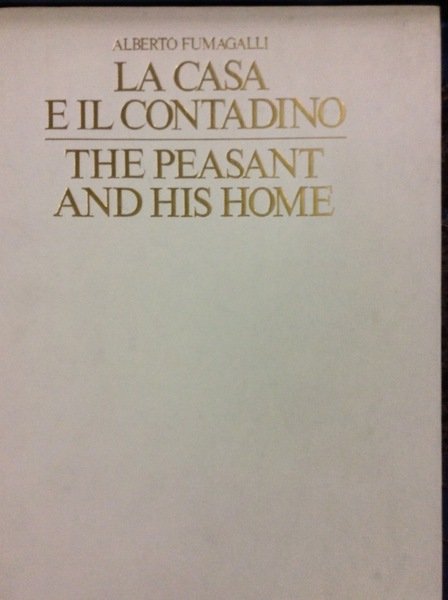 ALBERTO FUMAGALLI
LA CASA
E IL CONTADINO
THE PEASANT
AND HIS HOME